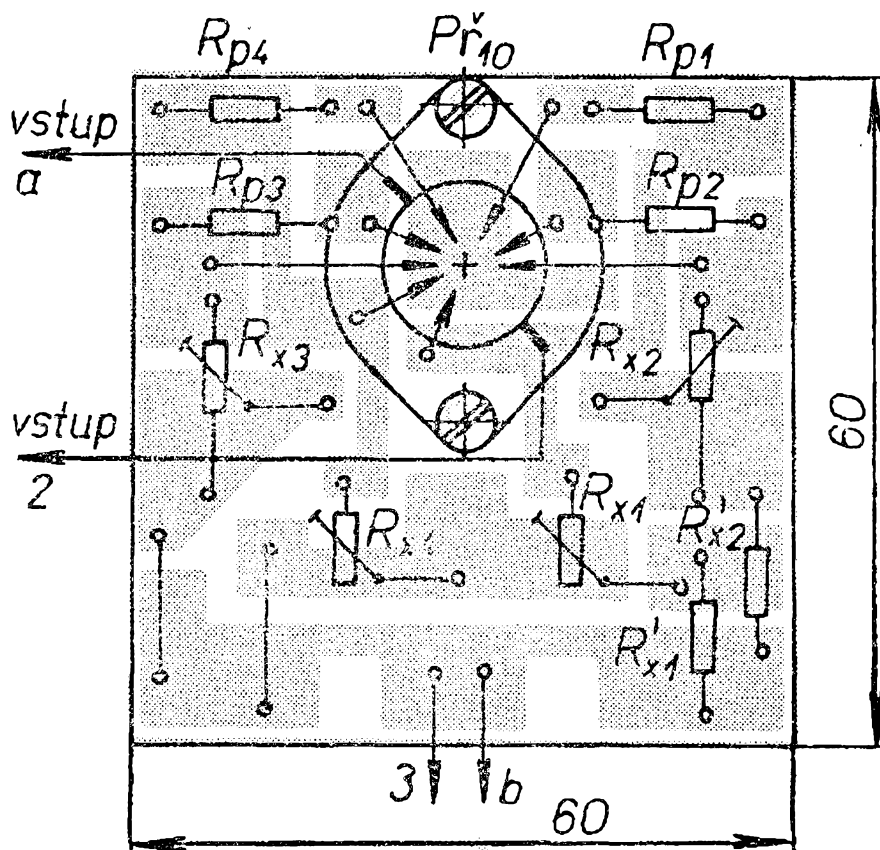 Rp4 Př10 Rp1
vstup
a
Rp3 Rp2
Rx3 Rx2
vstup
2
60
Rx1
R'x2
R'x1
3 b
60